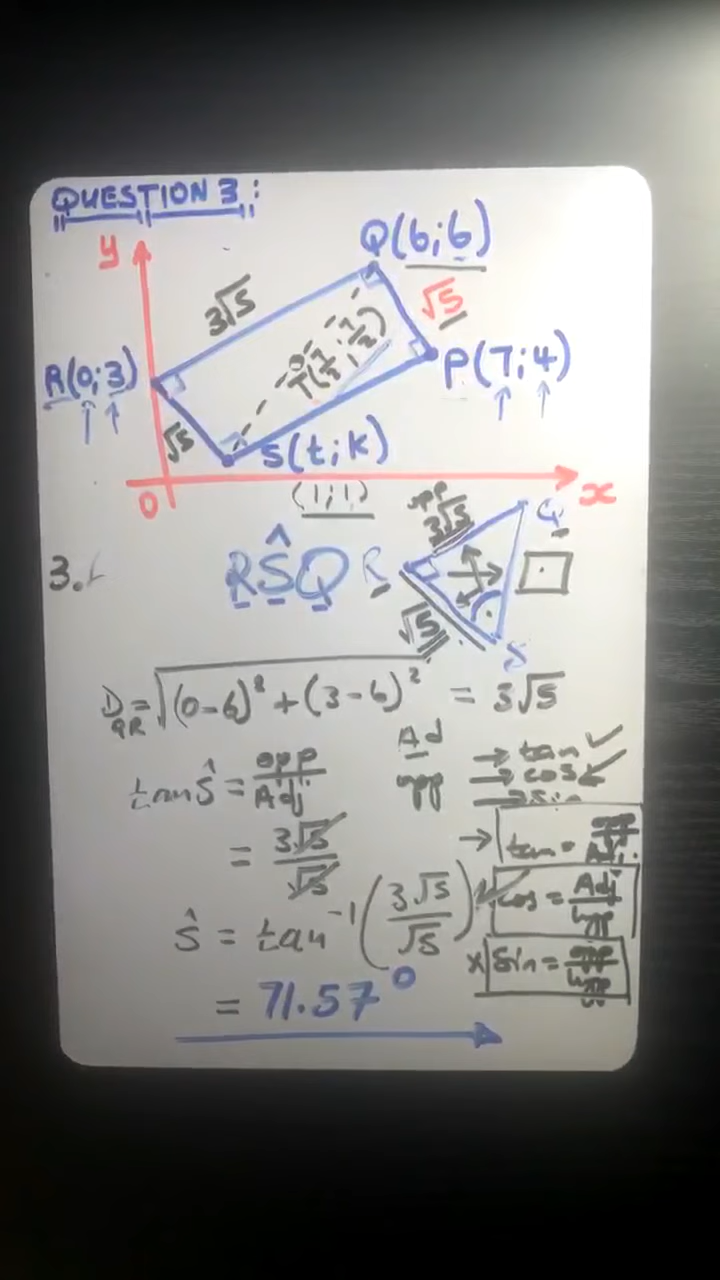 QUESTION 3:
y
Q(6;6)
3√5
√5
T(7/2;7/2)
R(0;3)
P(7;4)
√5
S(t;k)
0
(1;1)
x
opp
3√5
Q
3.
RŜQ
R
√5
S
D QR = √(0-6)² + (3-6)² = 3√5
Ad
→ tan ✓
tan Ŝ = opp/Adj
→ cos ✓
→ sin
= 3√5/√5
→ tan = opp/Adj
Ŝ = tan⁻¹(3√5/√5)
cos = Adj/hyp
× Sin = opp/hyp
= 71.57°